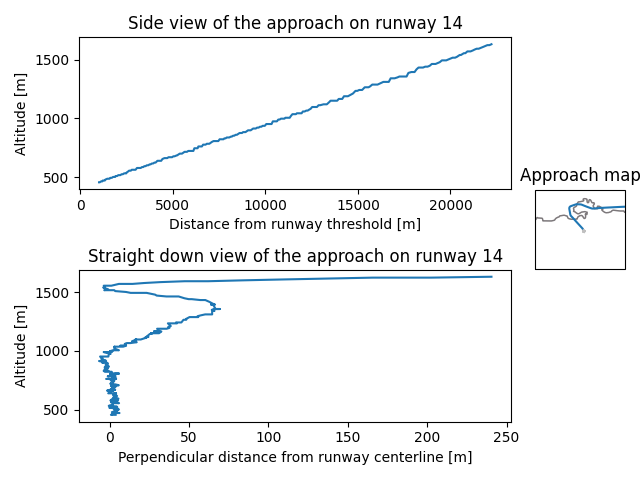 Side view of the approach on runway 14
1500
1000
500
Altitude [m]
0
5000
10000
15000
20000
Distance from runway threshold [m]
Approach map
Straight down view of the approach on runway 14
1500
1000
500
Altitude [m]
0
50
100
150
200
250
Perpendicular distance from runway centerline [m]